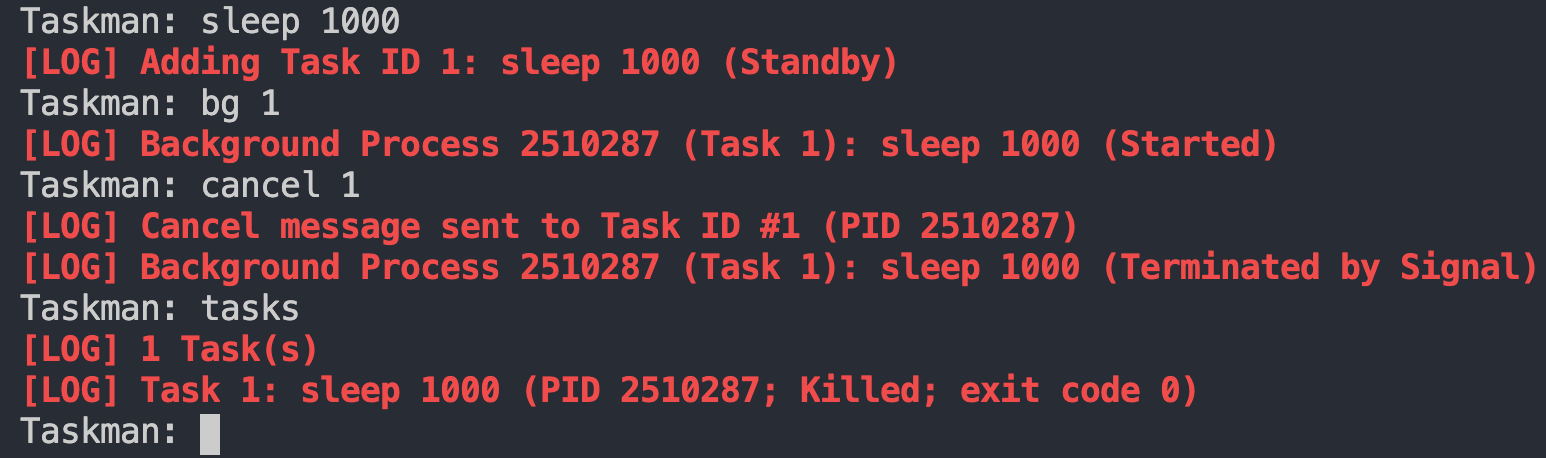 Taskman: sleep 1000
[LOG] Adding Task ID 1: sleep 1000 (Standby)
Taskman: bg 1
[LOG] Background Process 2510287 (Task 1): sleep 1000 (Started)
Taskman: cancel 1
[LOG] Cancel message sent to Task ID #1 (PID 2510287)
[LOG] Background Process 2510287 (Task 1): sleep 1000 (Terminated by Signal)
Taskman: tasks
[LOG] 1 Task(s)
[LOG] Task 1: sleep 1000 (PID 2510287; Killed; exit code 0)
Taskman: